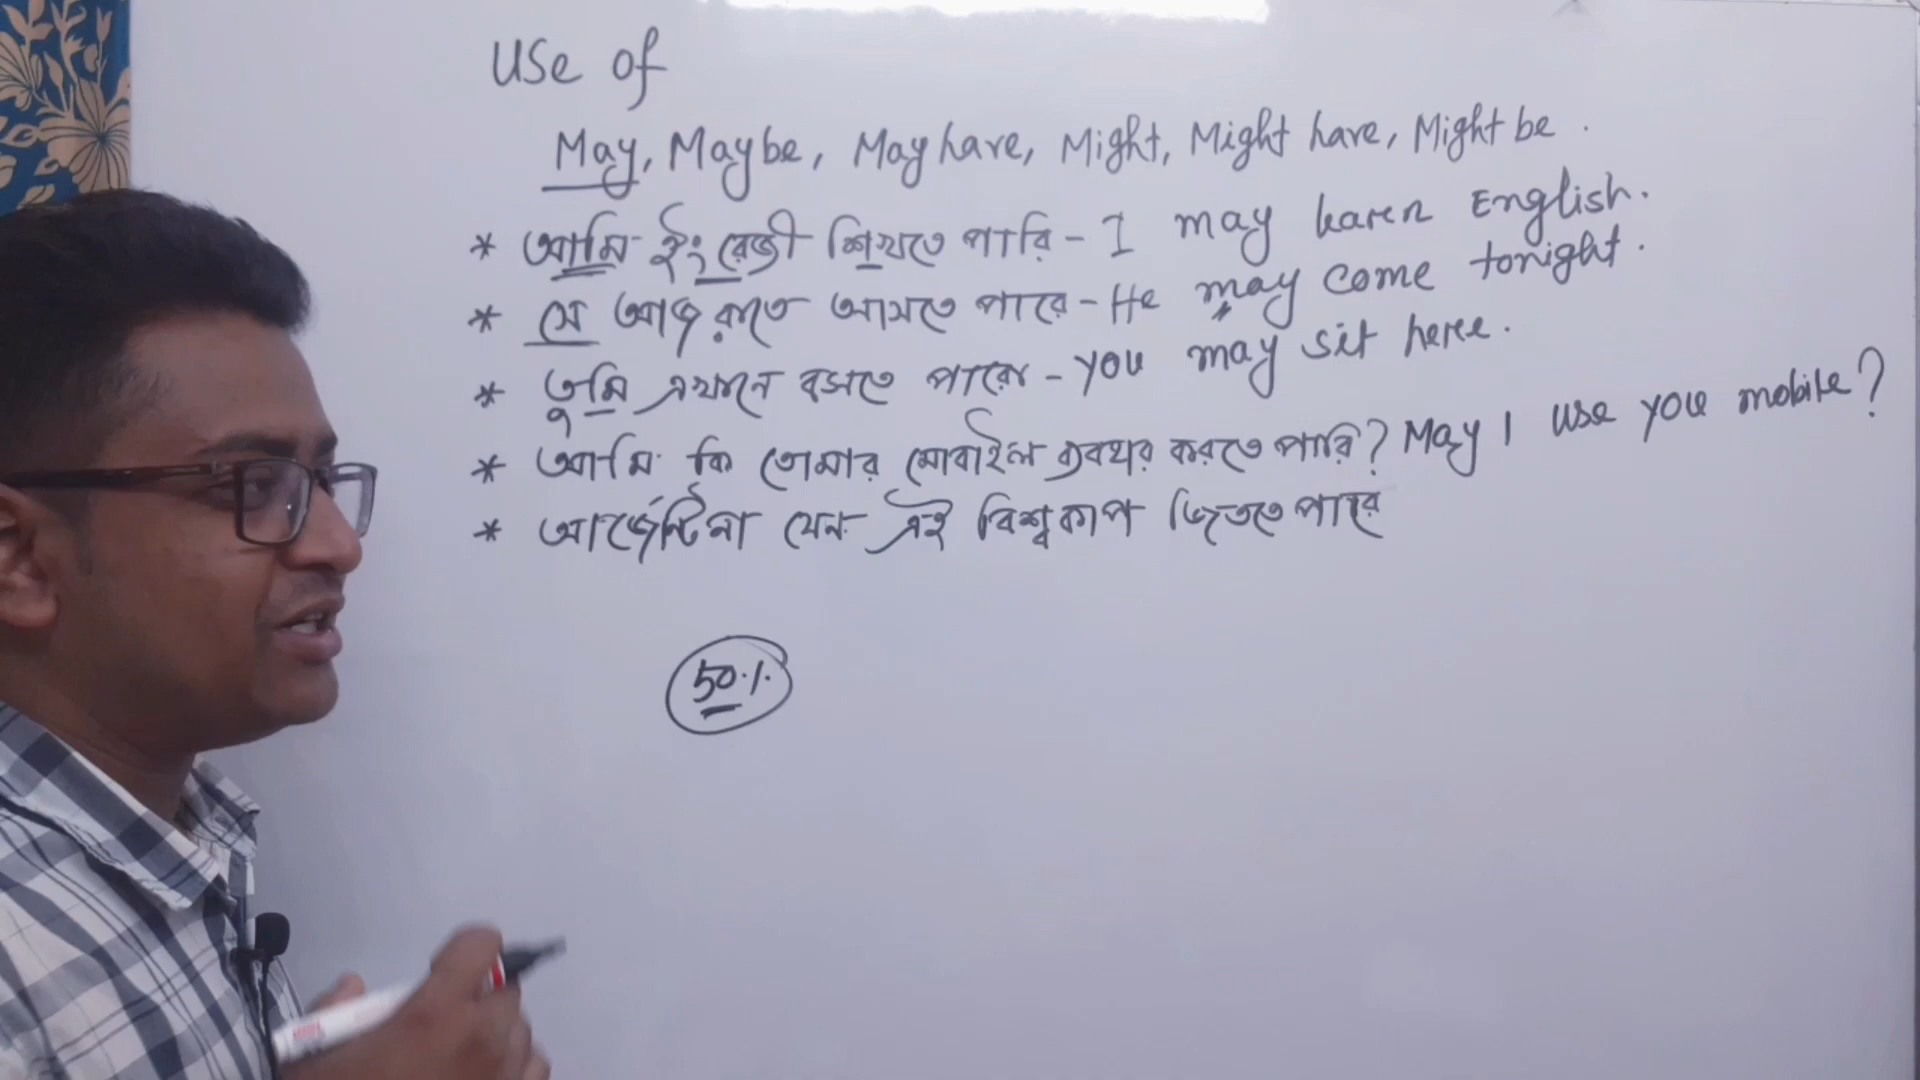 Use of
May, Maybe, May have, Might, Might have, Might be.
* আমি ইংরেজী শিখতে পারি - I may learn English.
* সে আজ রাতে আসতে পারে - He may come tonight.
* তুমি এখানে বসতে পারো - You may sit here.
* আমি কি তোমার মোবাইল ব্যবহার করতে পারি? May I use you mobile?
* আর্জেন্টিনা যেন এই বিশ্বকাপ জিততে পারে
50%